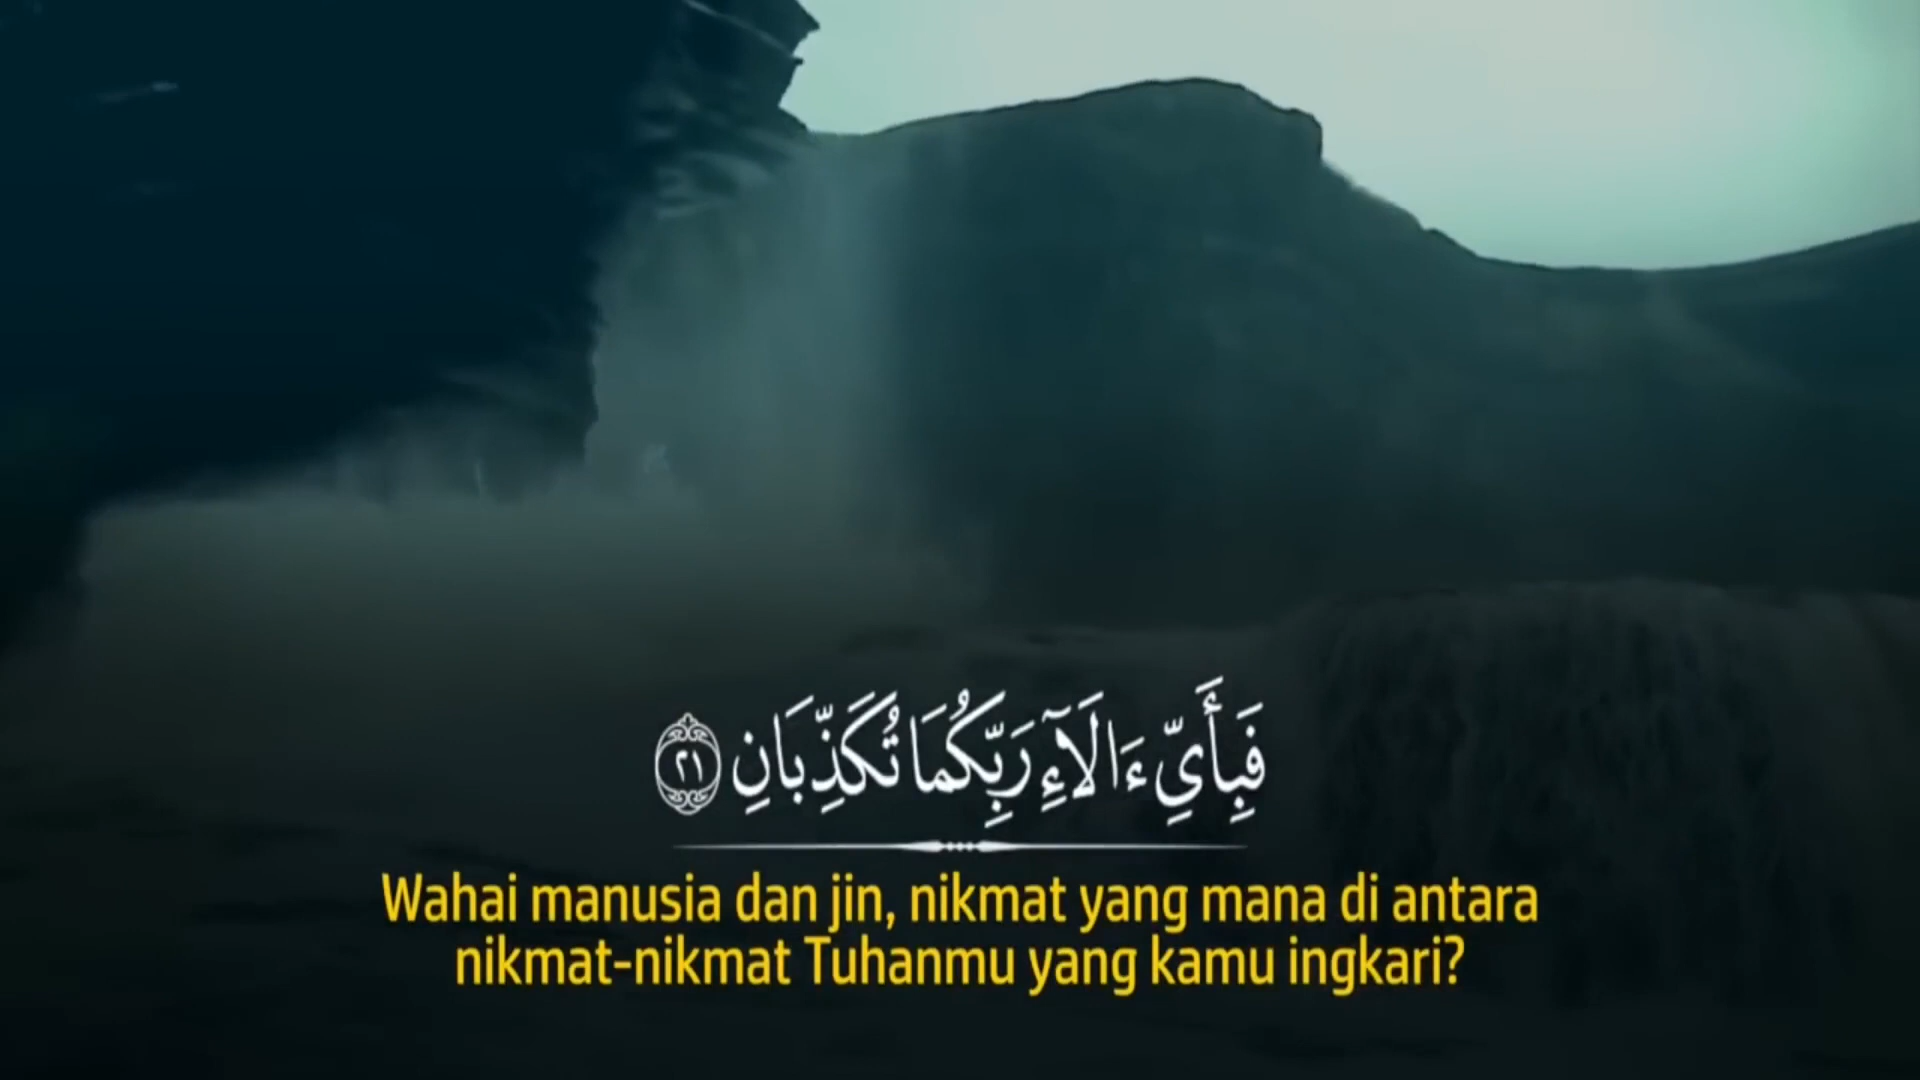 فَبِأَيِّ ءَالَآءِ رَبِّكُمَا تُكَذِّبَانِ ٢١
Wahai manusia dan jin, nikmat yang mana di antara
nikmat-nikmat Tuhanmu yang kamu ingkari?